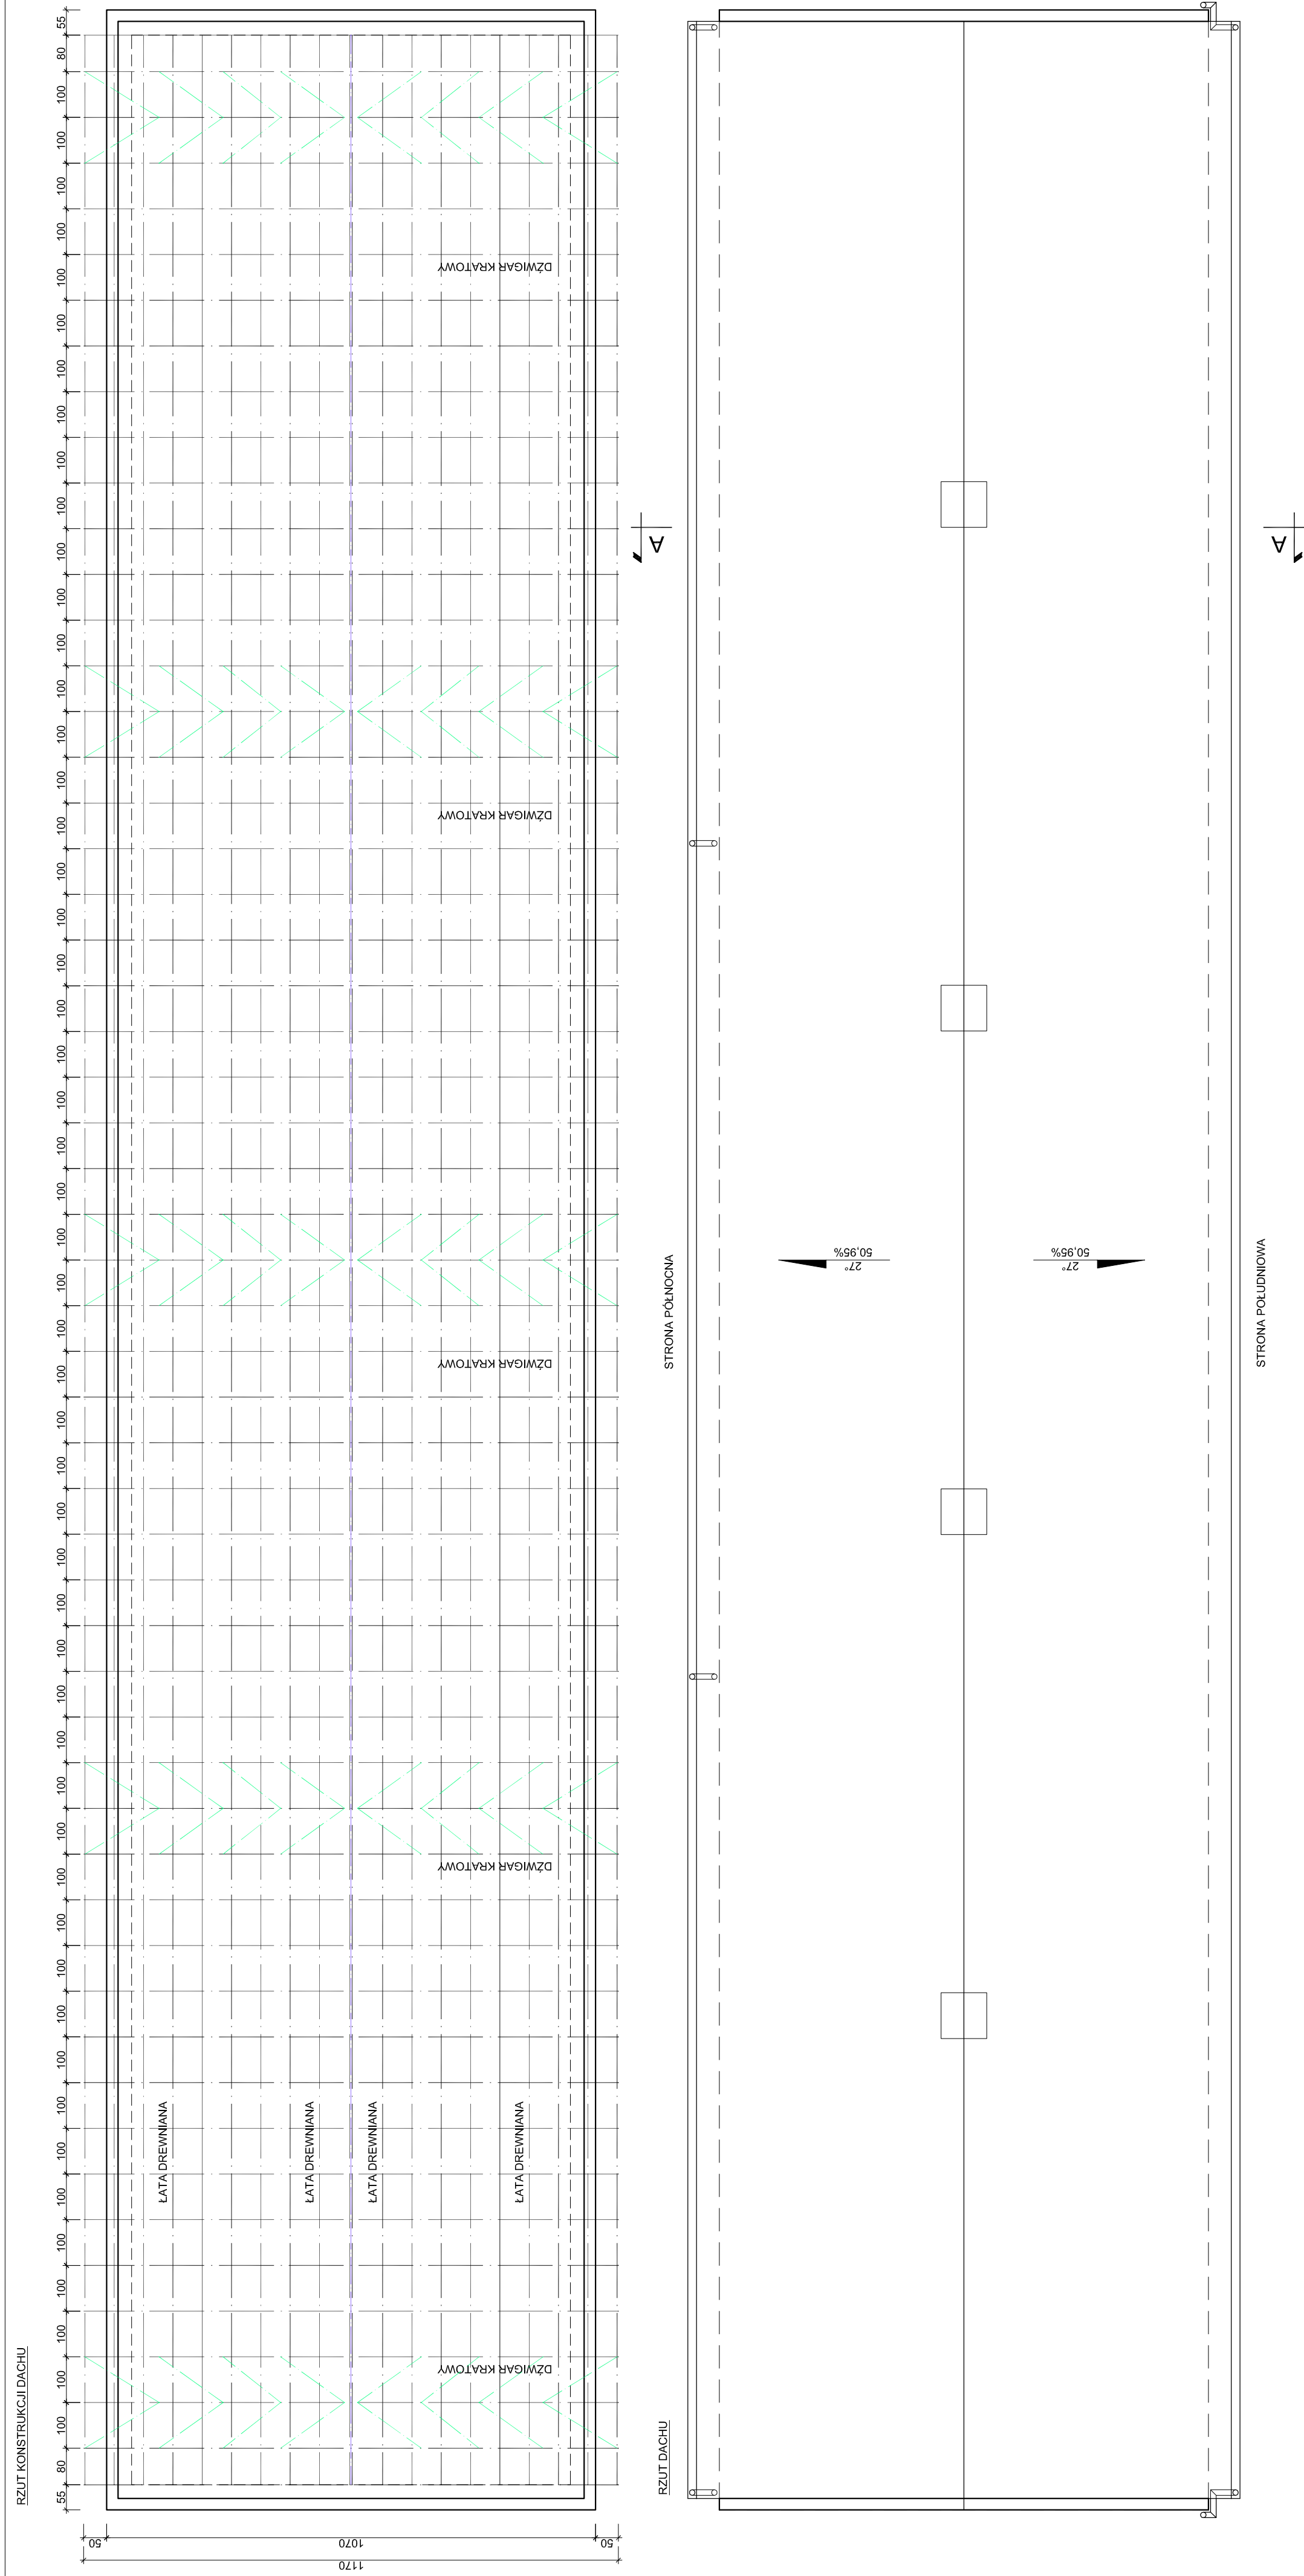 RZUT KONSTRUKCJI DACHU
55 80 100 100 100 100 100 100 100 100 100 100 100 100 100 100 100 100 100 100 100 100 100 100 100 100 100 100 100 100 100 100 100 100 100 100 100 100 100 100 100 100 100 100 100 100 100 100 100 100 100 100 100 100 80 55
50
1070
50
1170
ŁATA DREWNIANA
ŁATA DREWNIANA
ŁATA DREWNIANA
ŁATA DREWNIANA
DŹWIGAR KRATOWY
DŹWIGAR KRATOWY
DŹWIGAR KRATOWY
DŹWIGAR KRATOWY
DŹWIGAR KRATOWY
RZUT DACHU
STRONA PÓŁNOCNA
A
27°
50,95%
27°
50,95%
STRONA POŁUDNIOWA
A